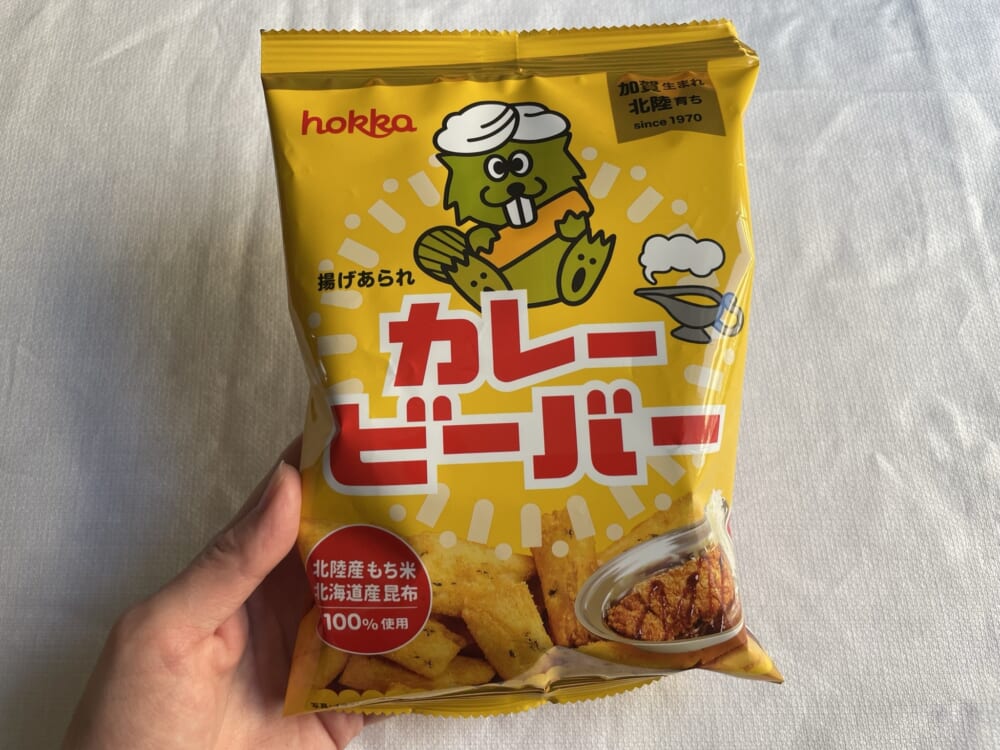 hokka
加賀生まれ
北陸育ち
since 1970
揚げあられ
カレー
ビーバー
北陸産もち米
北海道産昆布
100%使用